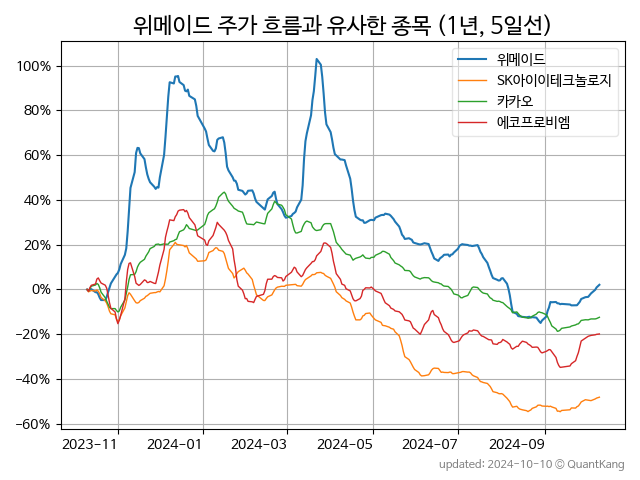 위메이드 주가 흐름과 유사한 종목 (1년, 5일선)
위메이드
SK아이이테크놀로지
카카오
에코프로비엠
100%
80%
60%
40%
20%
0%
−20%
−40%
−60%
2023-11 2024-01 2024-03 2024-05 2024-07 2024-09
updated: 2024-10-10 © QuantKang